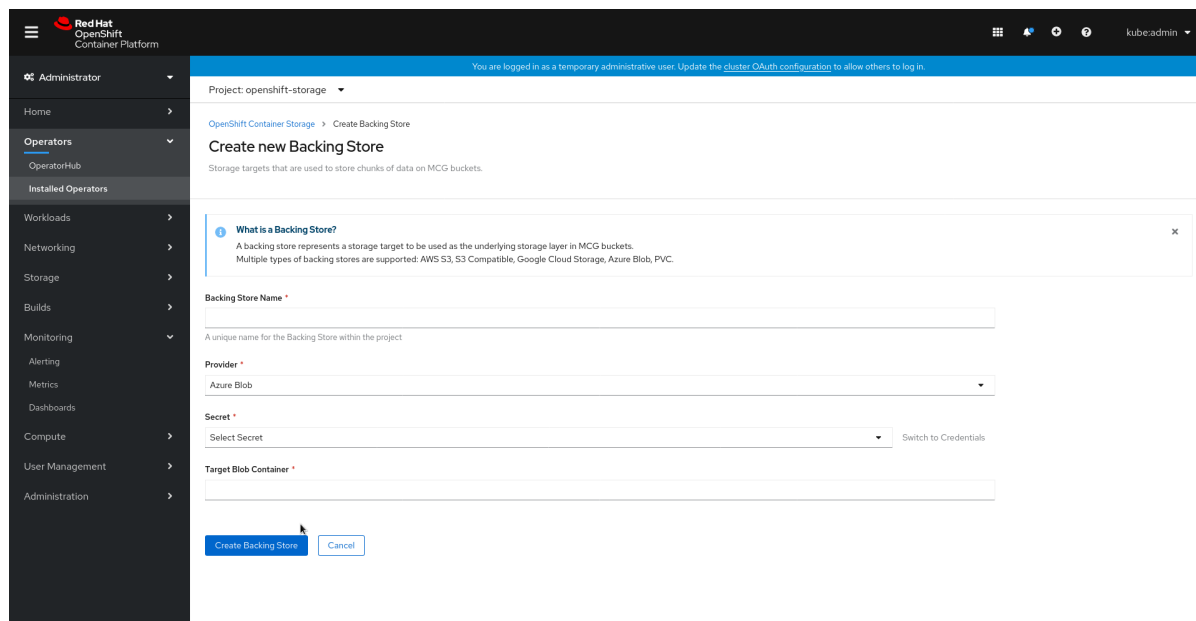 Red Hat
OpenShift
Container Platform
kube:admin
Administrator
You are logged in as a temporary administrative user. Update the cluster OAuth configuration to allow others to log in.
Project: openshift-storage
Home
Operators
OperatorHub
Installed Operators
Workloads
Networking
Storage
Builds
Monitoring
Alerting
Metrics
Dashboards
Compute
User Management
Administration
OpenShift Container Storage > Create Backing Store
Create new Backing Store
Storage targets that are used to store chunks of data on MCG buckets.
What is a Backing Store?
A backing store represents a storage target to be used as the underlying storage layer in MCG buckets.
Multiple types of backing stores are supported: AWS S3, S3 Compatible, Google Cloud Storage, Azure Blob, PVC.
Backing Store Name *
A unique name for the Backing Store within the project
Provider *
Azure Blob
Secret *
Select Secret
Switch to Credentials
Target Blob Container *
Create Backing Store
Cancel